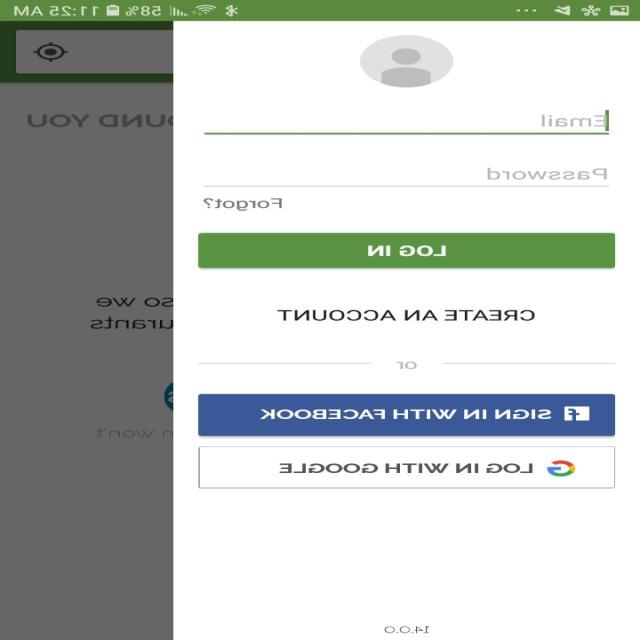 58% 11:25 AM
OUND YOU
Email
Password
Forgot?
LOG IN
so we
urants
CREATE AN ACCOUNT
or
SIGN IN WITH FACEBOOK
n won't
LOG IN WITH GOOGLE
14.0.0